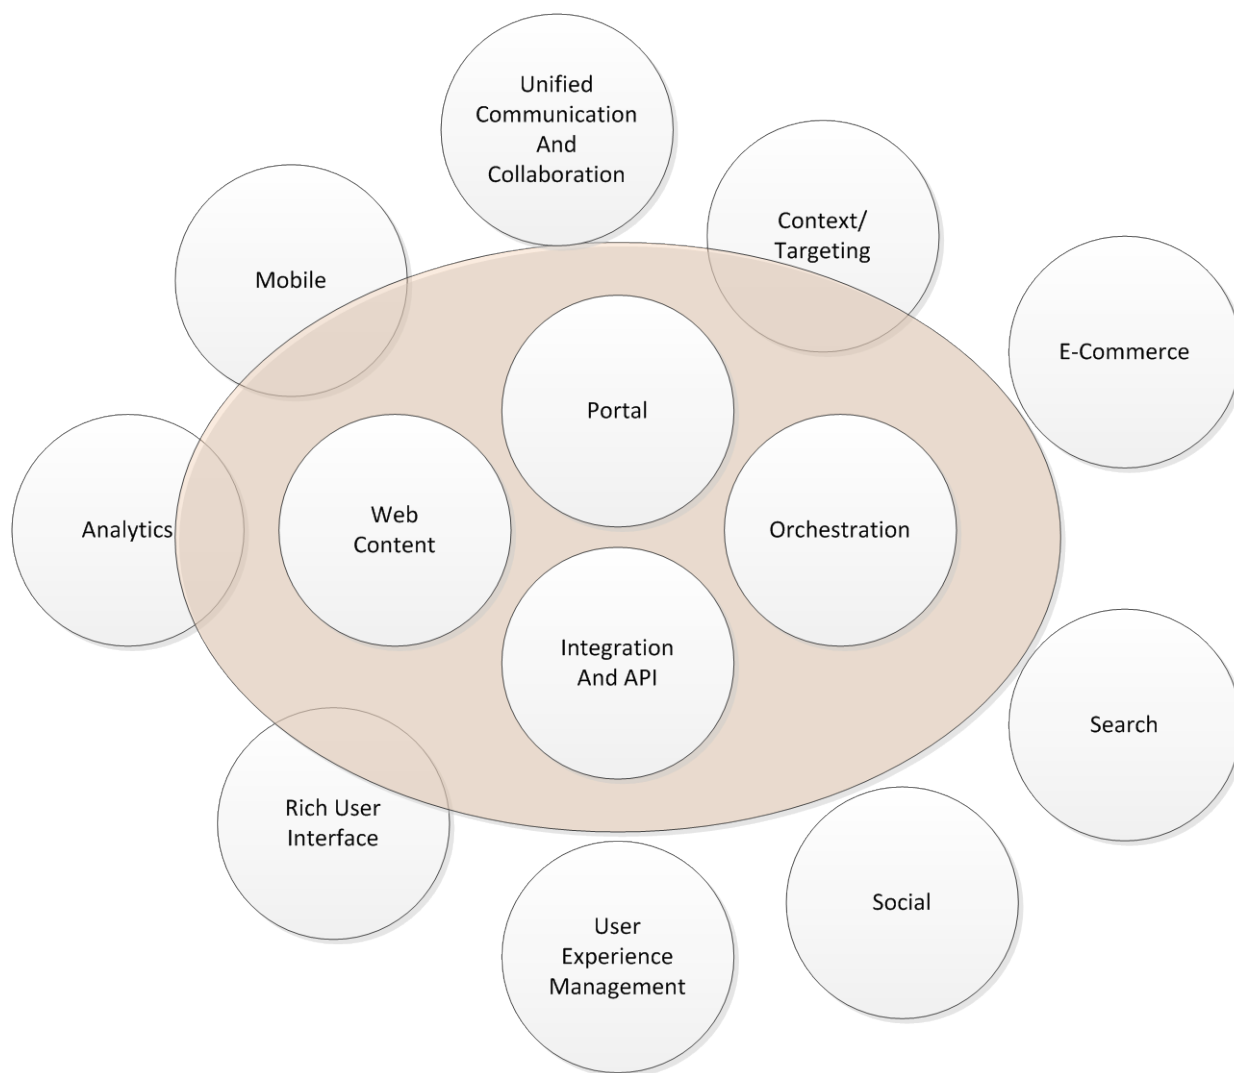 Unified
Communication
And
Collaboration
Context/
Targeting
Mobile
E-Commerce
Portal
Analytics
Web
Content
Orchestration
Integration
And API
Search
Rich User
Interface
Social
User
Experience
Management